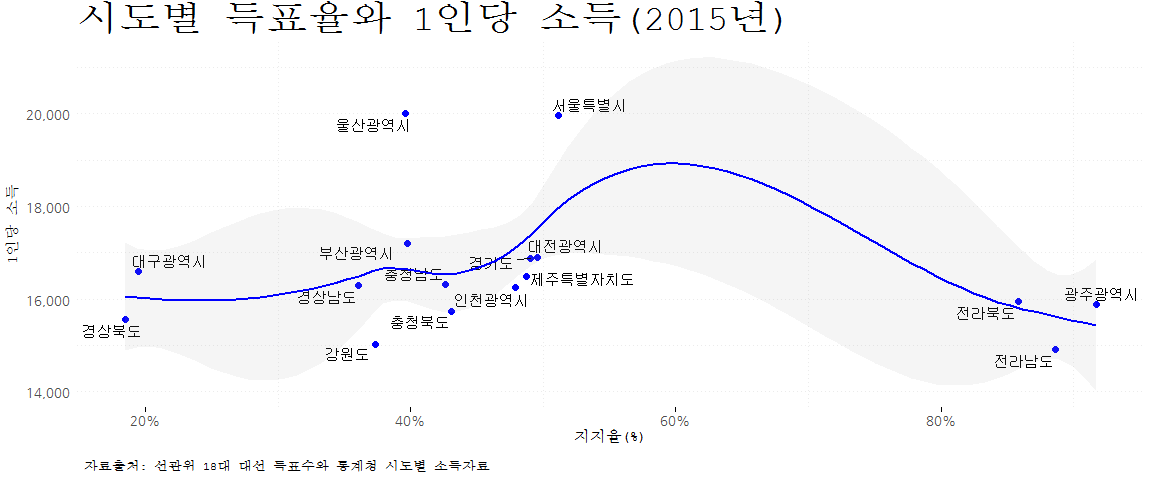 시도별 득표율와 1인당 소득(2015년)
1인당 소득
20,000
18,000
16,000
14,000
서울특별시
울산광역시
부산광역시
대전광역시
대구광역시
경기도
충청남도
제주특별자치도
경상남도
인천광역시
광주광역시
전라북도
충청북도
경상북도
강원도
전라남도
20%
40%
60%
80%
지지율(%)
자료출처: 선관위 18대 대선 득표수와 통계청 시도별 소득자료